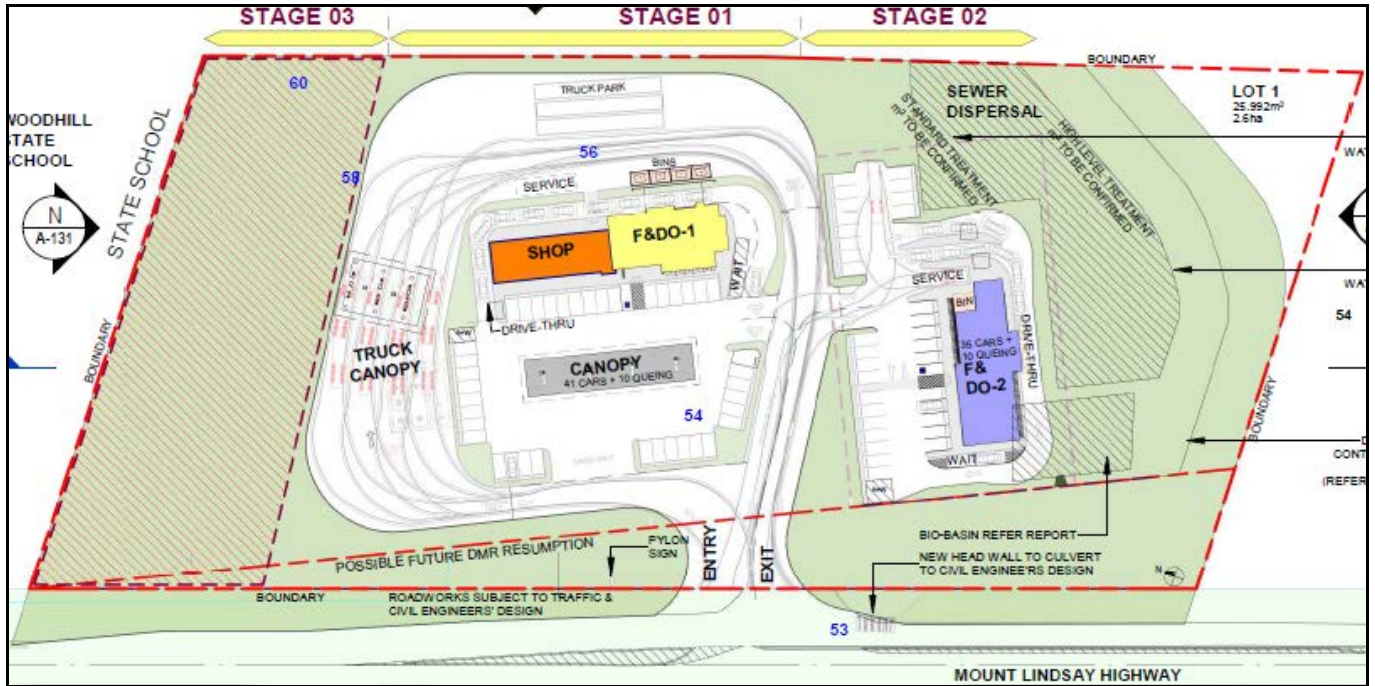 STAGE 03
STAGE 01
STAGE 02
BOUNDARY
60
TRUCK PARK
SEWER
DISPERSAL
LOT 1
25.992m²
2.6ha
WOODHILL
STATE
SCHOOL
STATE SCHOOL
STANDARD TREATMENT
m² TO BE CONFIRMED
HIGH LEVEL TREATMENT
m² TO BE CONFIRMED
WA
56
58
BINS
SERVICE
N
A-131
SHOP
F&DO-1
WAIT
SERVICE
BIN
WA
54
DRIVE-THRU
DRIVE-THRU
TRUCK
CANOPY
CANOPY
41 CARS + 10 QUEING
35 CARS +
10 QUEING
F&
DO-2
BOUNDARY
BOUNDARY
54
WAIT
CONT
(REFER
POSSIBLE FUTURE DMR RESUMPTION
PYLON
SIGN
ENTRY
EXIT
BIO-BASIN REFER REPORT
NEW HEAD WALL TO CULVERT
TO CIVIL ENGINEERS DESIGN
N
BOUNDARY
ROADWORKS SUBJECT TO TRAFFIC &
CIVIL ENGINEERS' DESIGN
53
MOUNT LINDSAY HIGHWAY